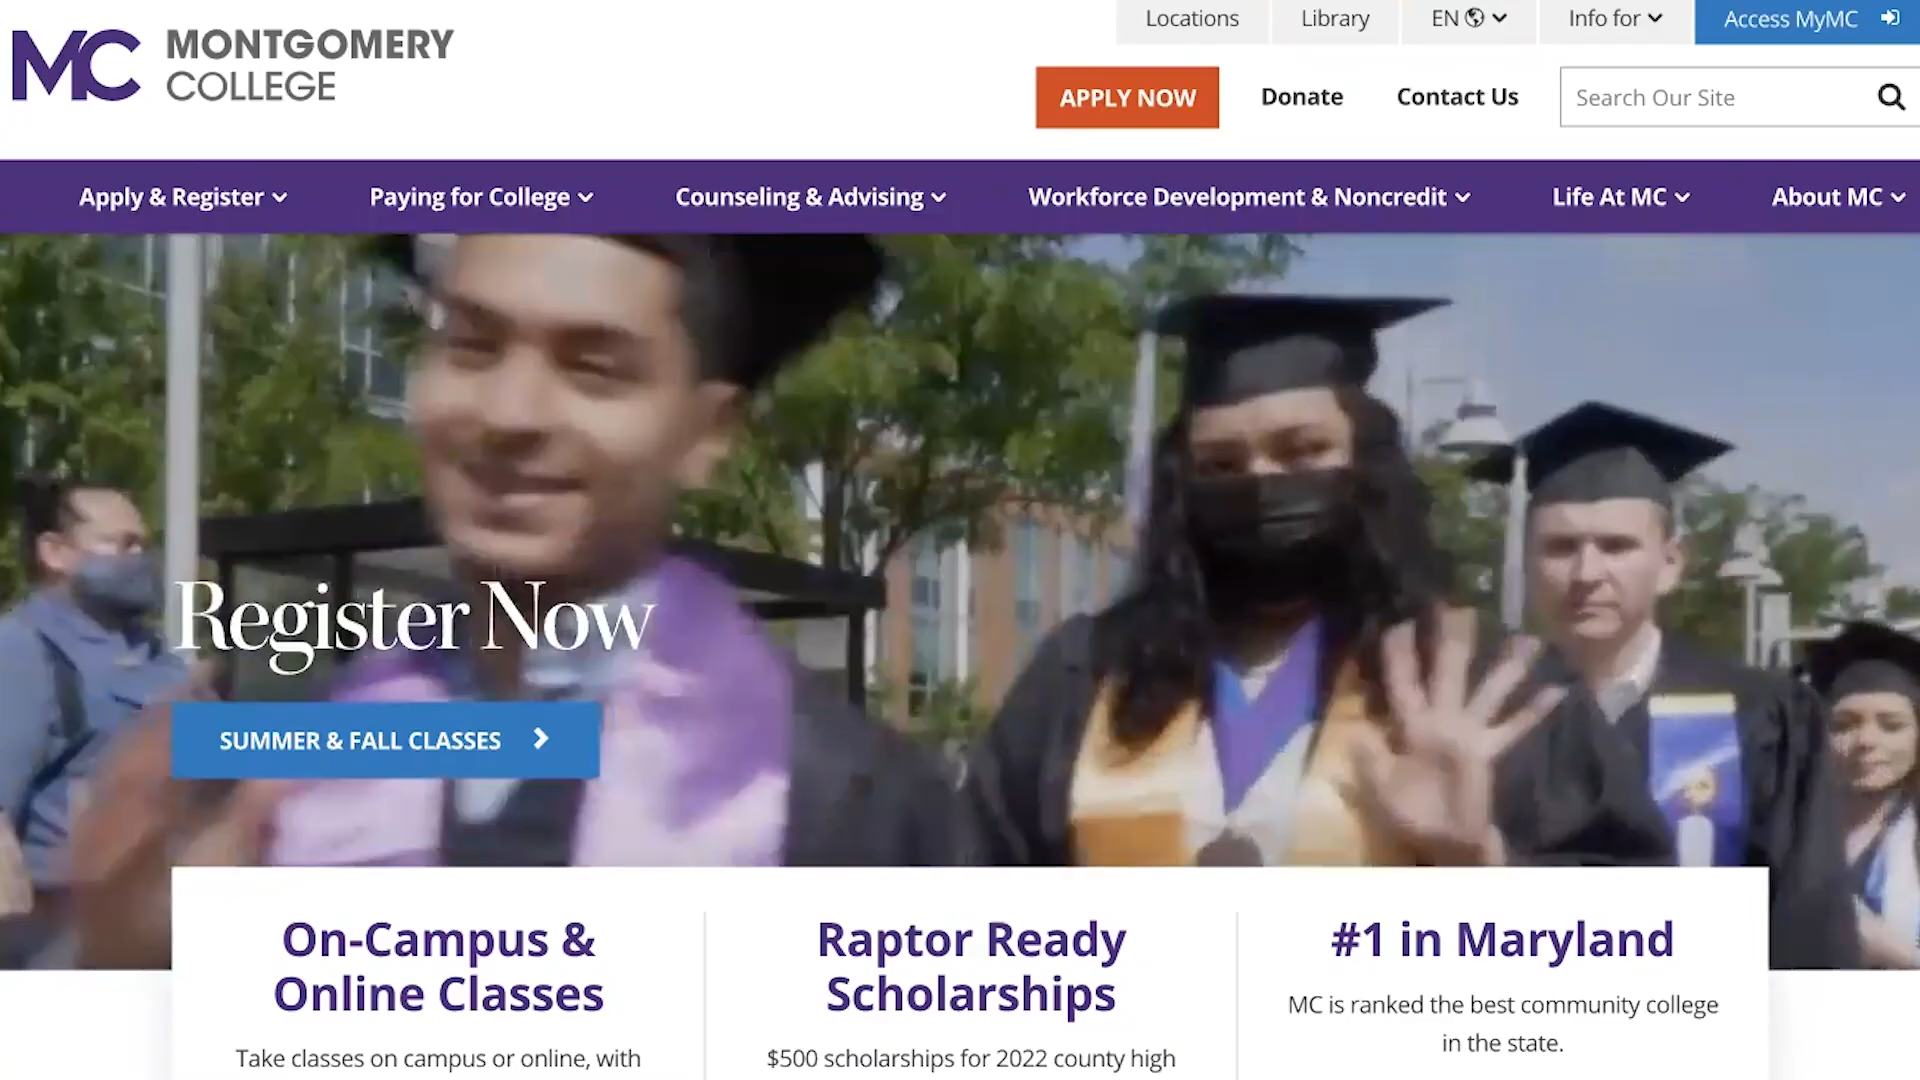 MC MONTGOMERY
COLLEGE
Locations
Library
EN
Info for
Access MyMC
APPLY NOW
Donate
Contact Us
Search Our Site
Apply & Register
Paying for College
Counseling & Advising
Workforce Development & Noncredit
Life At MC
About MC
Register Now
SUMMER & FALL CLASSES
On-Campus &
Online Classes
Take classes on campus or online, with
Raptor Ready
Scholarships
$500 scholarships for 2022 county high
#1 in Maryland
MC is ranked the best community college
in the state.